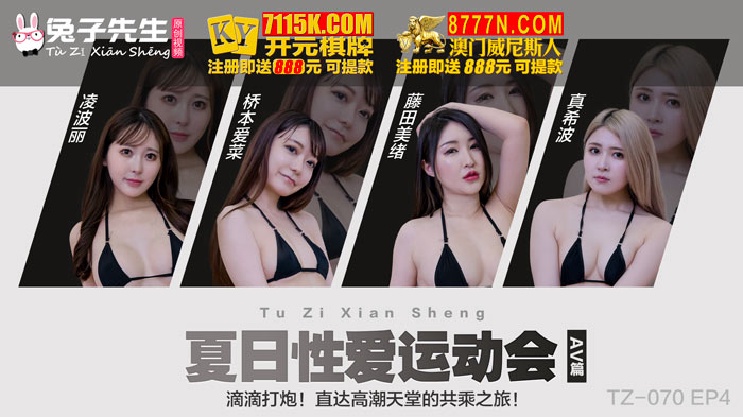 兔子先生
Tù Zǐ Xiān Shēng
原创视频
KY
7115K.COM
开元棋牌
注册即送888元 可提款
8777N.COM
澳门威尼斯人
注册即送 888元 可提款
凌波丽
桥本爱菜
藤田美绪
真希波
Tu Zi Xian Sheng
夏日性爱运动会
AV篇
滴滴打炮!直达高潮天堂的共乘之旅!
TZ-070 EP4